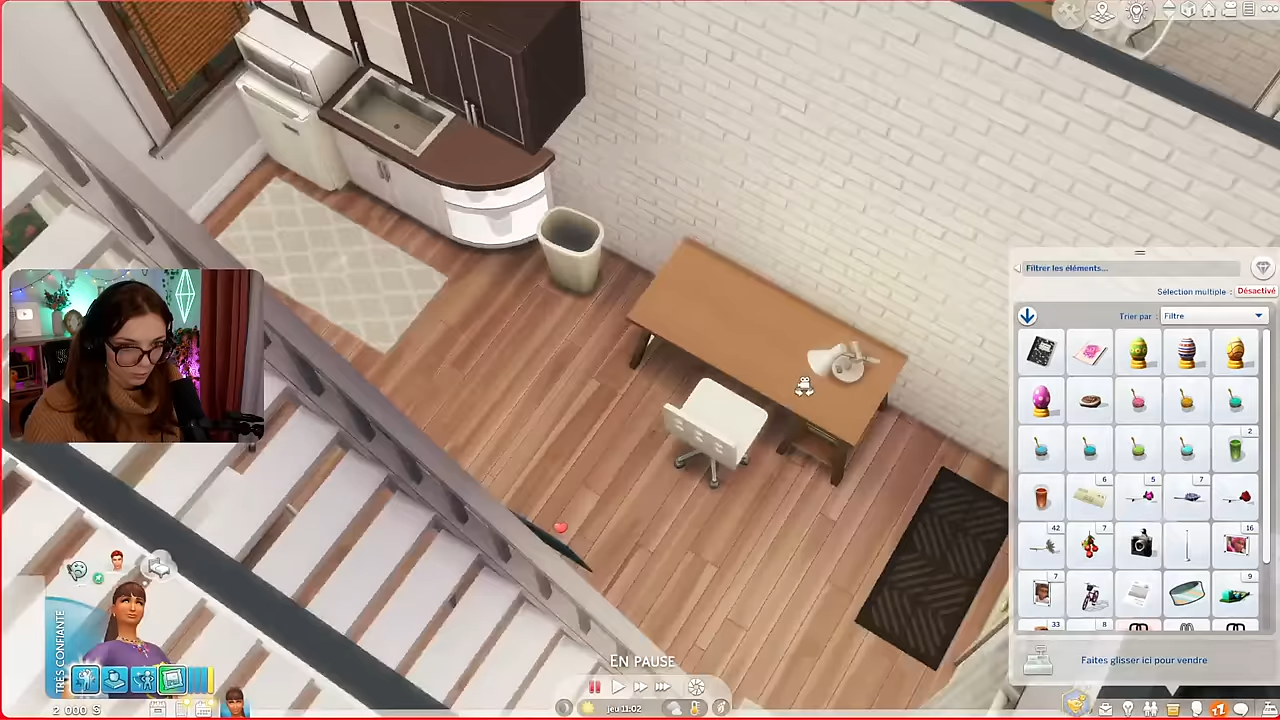 Filtrer les éléments...
Sélection multiple : Désactivé
Trier par : Filtre
2
6
5
7
42
7
16
7
9
33
8
Faites glisser ici pour vendre
EN PAUSE
TRÈS CONFIANTE
2 000 $
jeu 11:02